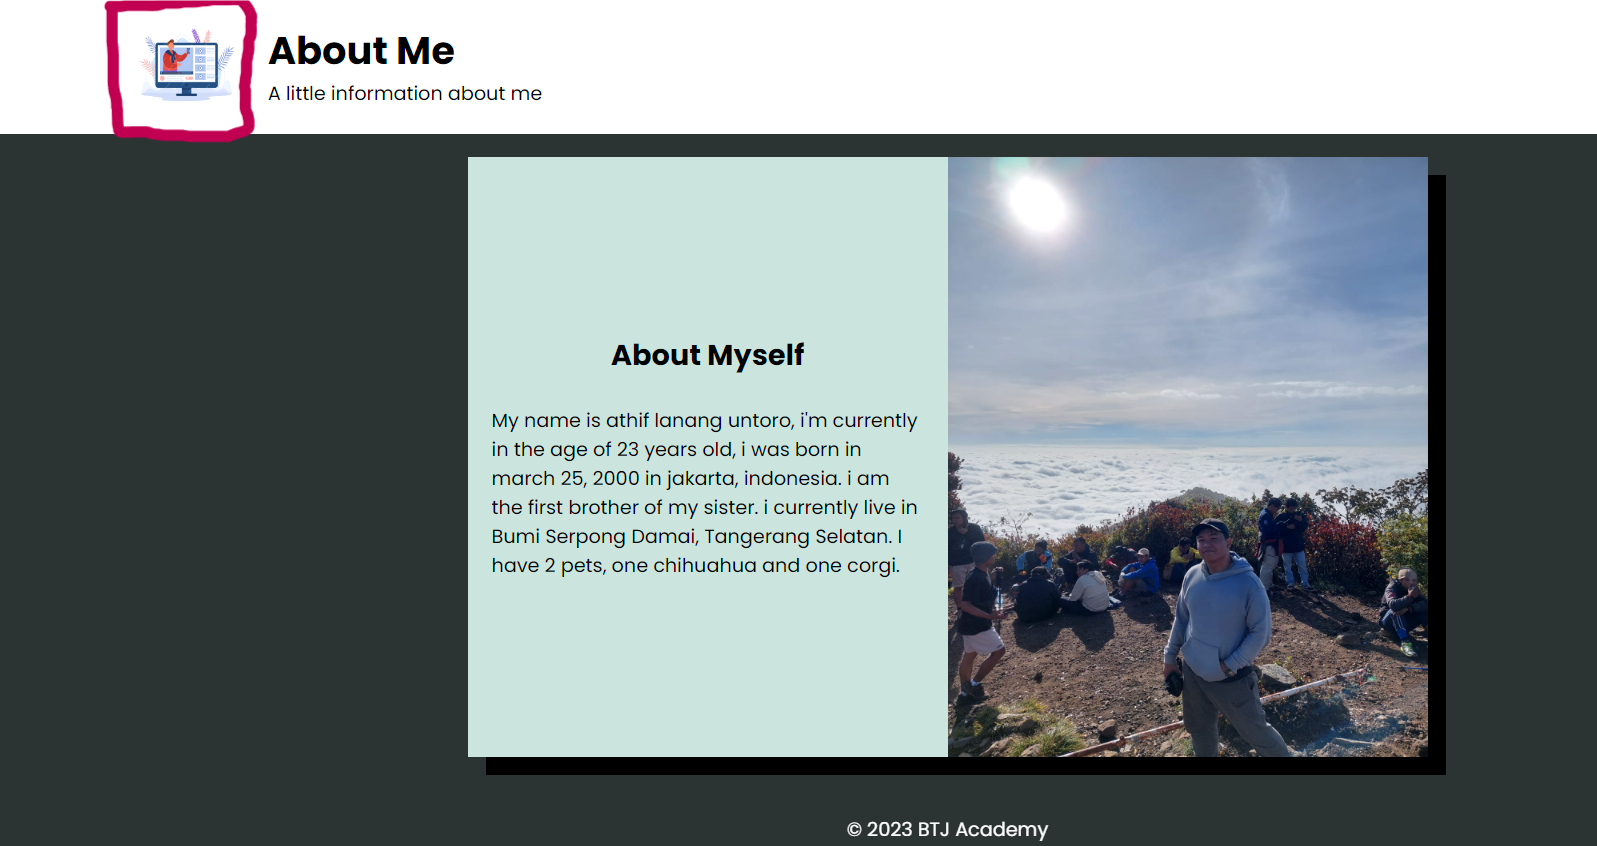 About Me
A little information about me
About Myself
My name is athif lanang untoro, i'm currently
in the age of 23 years old, i was born in
march 25, 2000 in jakarta, indonesia. i am
the first brother of my sister. i currently live in
Bumi Serpong Damai, Tangerang Selatan. I
have 2 pets, one chihuahua and one corgi.
© 2023 BTJ Academy